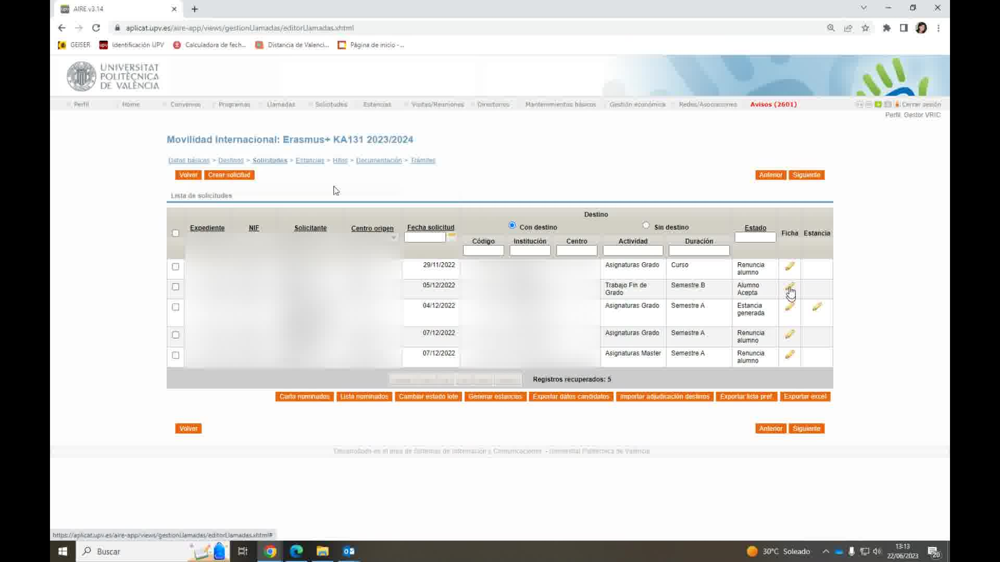 AIRE v3.14
aplicat.upv.es/aire-app/views/gestionLlamadas/editorLlamadas.xhtml
GEISER Identificación UPV Calculadora de fech... Distancia de Valenci... Página de inicio -...
UNIVERSITAT
POLITÈCNICA
DE VALÈNCIA
Perfil Home Convenios Programas Llamadas Solicitudes Estancias Visitas/Reuniones Directorios Mantenimientos básicos Gestión económica Redes/Asociaciones Avisos (2601) Cerrar sesión
Perfil: Gestor VRIC
Movilidad Internacional: Erasmus+ KA131 2023/2024
Datos básicos > Destinos > Solicitudes > Estancias > Hitos > Documentación > Trámites
Volver Crear solicitud Anterior Siguiente
Lista de solicitudes
Destino
Expediente NIF Solicitante Centro origen Fecha solicitud Con destino Sin destino Estado Ficha Estancia
Código Institución Centro Actividad Duración
29/11/2022 Asignaturas Grado Curso Renuncia alumno
05/12/2022 Trabajo Fin de Grado Semestre B Alumno Acepta
04/12/2022 Asignaturas Grado Semestre A Estancia generada
07/12/2022 Asignaturas Grado Semestre A Renuncia alumno
07/12/2022 Asignaturas Master Semestre A Renuncia alumno
Registros recuperados: 5
Carta nominados Lista nominados Cambiar estado lote Generar estancias Exportar datos candidatos Importar adjudicación destinos Exportar lista pref. Exportar excel
Volver Anterior Siguiente
Desarrollado en el área de Sistemas de Información y Comunicaciones - Universitat Politècnica de València
https://aplicat.upv.es/aire-app/views/gestionLlamadas/editorLlamadas.xhtml#
Buscar 30°C Soleado 13:13
22/06/2023 20